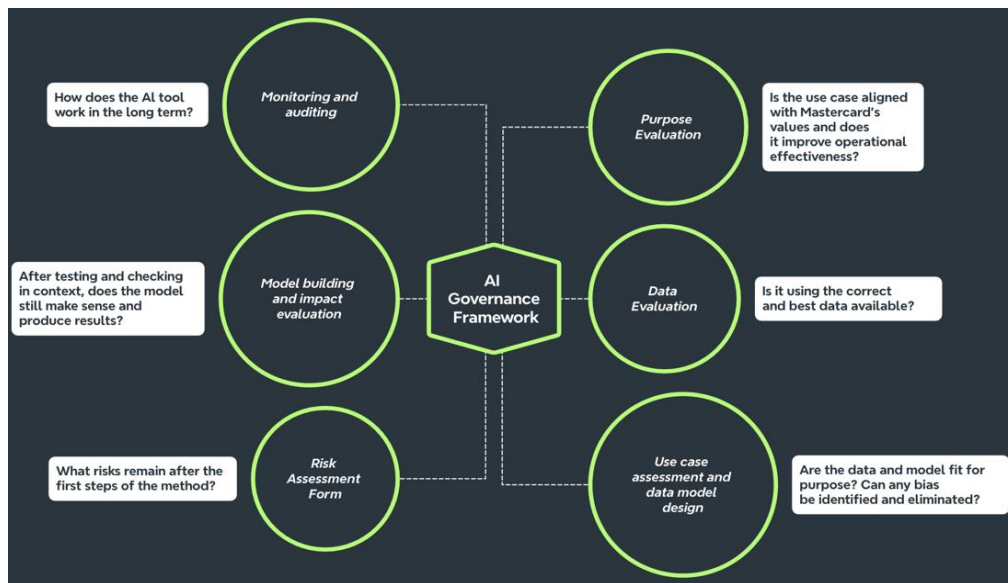 How does the AI tool
work in the long term?
Monitoring and
auditing
Purpose
Evaluation
Is the use case aligned
with Mastercard's
values and does
it improve operational
effectiveness?
After testing and checking
in context, does the model
still make sense and
produce results?
Model building
and impact
evaluation
AI
Governance
Framework
Data
Evaluation
Is it using the correct
and best data available?
What risks remain after the
first steps of the method?
Risk
Assessment
Form
Use case
assessment and
data model
design
Are the data and model fit for
purpose? Can any bias
be identified and eliminated?